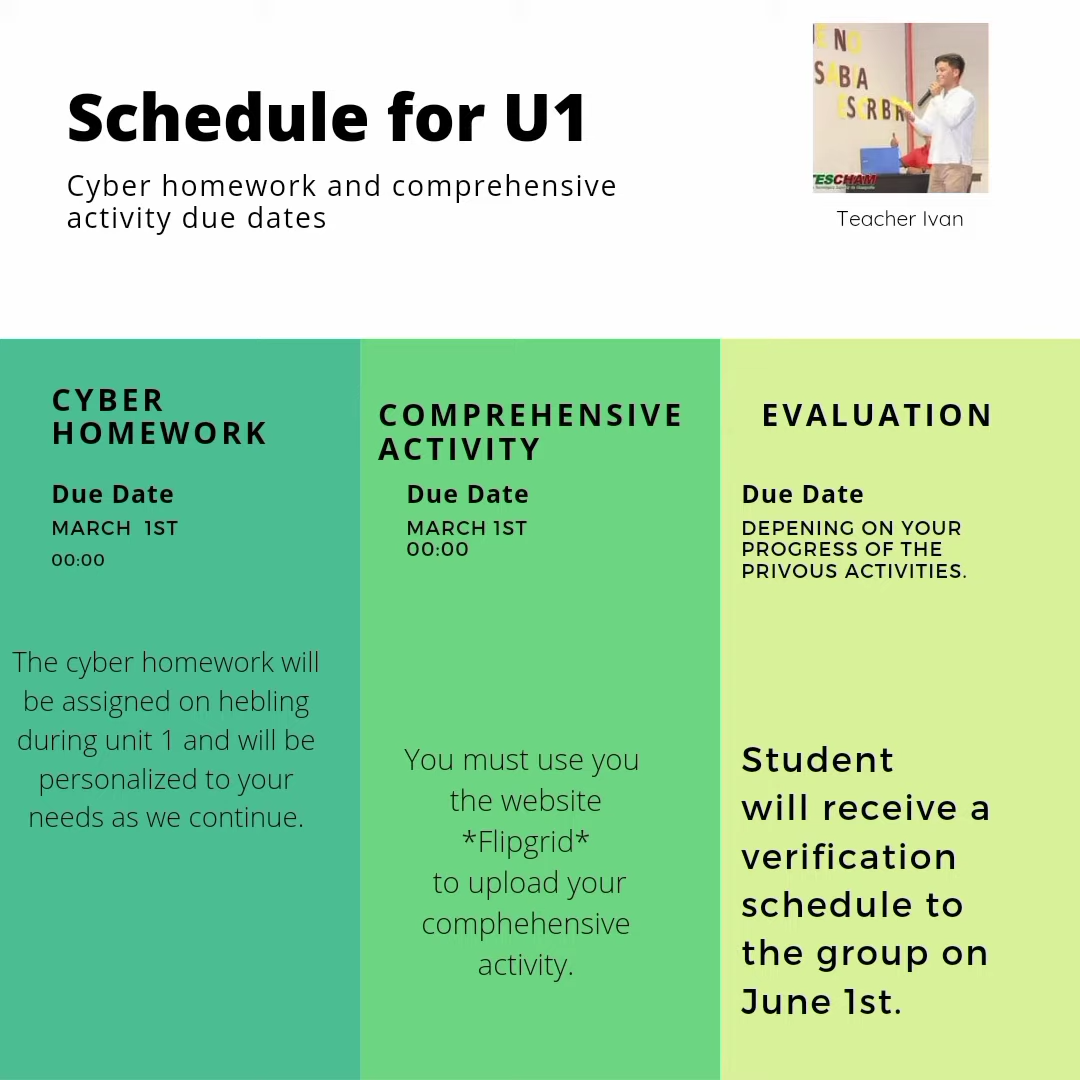 Schedule for U1
Cyber homework and comprehensive
activity due dates
E NO
SABIA
ESCRBR
TESCHAM
Teacher Ivan
CYBER
HOMEWORK
Due Date
MARCH 1ST
00:00
The cyber homework will
be assigned on hebling
during unit 1 and will be
personalized to your
needs as we continue.
COMPREHENSIVE
ACTIVITY
Due Date
MARCH 1ST
00:00
You must use you
the website
*Flipgrid*
to upload your
comphehensive
activity.
EVALUATION
Due Date
DEPENING ON YOUR
PROGRESS OF THE
PRIVOUS ACTIVITIES.
Student
will receive a
verification
schedule to
the group on
June 1st.